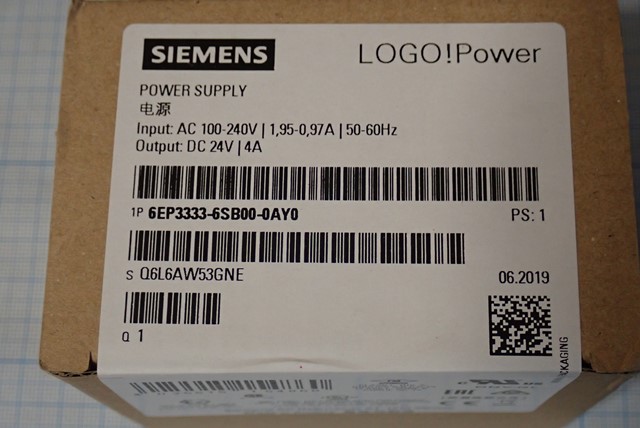 SIEMENS
LOGO!Power
POWER SUPPLY
电源
Input: AC 100-240V | 1,95-0,97A | 50-60Hz
Output: DC 24V | 4A
1P 6EP3333-6SB00-0AY0
PS: 1
S Q6L6AW53GNE
06.2019
Q 1